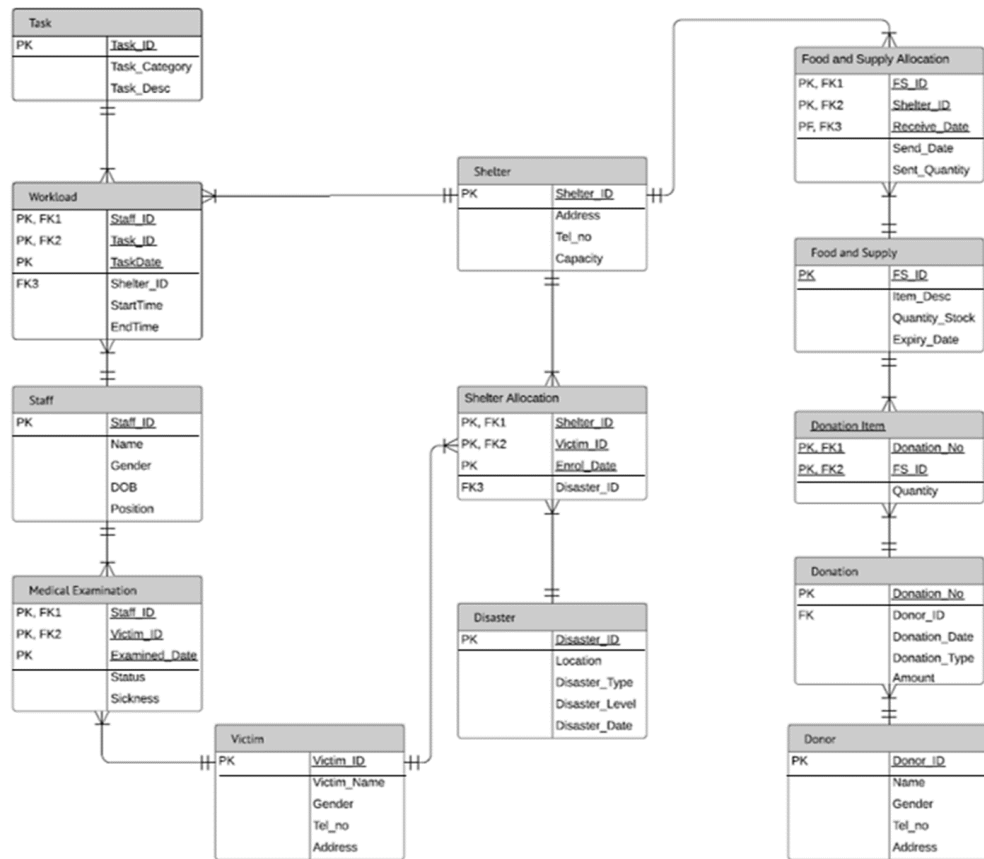 Task
PK Task_ID
Task_Category
Task_Desc
Workload
PK, FK1 Staff_ID
PK, FK2 Task_ID
PK TaskDate
FK3 Shelter_ID
StartTime
EndTime
Staff
PK Staff_ID
Name
Gender
DOB
Position
Medical Examination
PK, FK1 Staff_ID
PK, FK2 Victim_ID
PK Examined_Date
Status
Sickness
Victim
PK Victim_ID
Victim_Name
Gender
Tel_no
Address
Shelter
PK Shelter_ID
Address
Tel_no
Capacity
Shelter Allocation
PK, FK1 Shelter_ID
PK, FK2 Victim_ID
PK Enrol_Date
FK3 Disaster_ID
Disaster
PK Disaster_ID
Location
Disaster_Type
Disaster_Level
Disaster_Date
Food and Supply Allocation
PK, FK1 FS_ID
PK, FK2 Shelter_ID
PF, FK3 Receive_Date
Send_Date
Sent_Quantity
Food and Supply
PK FS_ID
Item_Desc
Quantity_Stock
Expiry_Date
Donation Item
PK, FK1 Donation_No
PK, FK2 FS_ID
Quantity
Donation
PK Donation_No
FK Donor_ID
Donation_Date
Donation_Type
Amount
Donor
PK Donor_ID
Name
Gender
Tel_no
Address